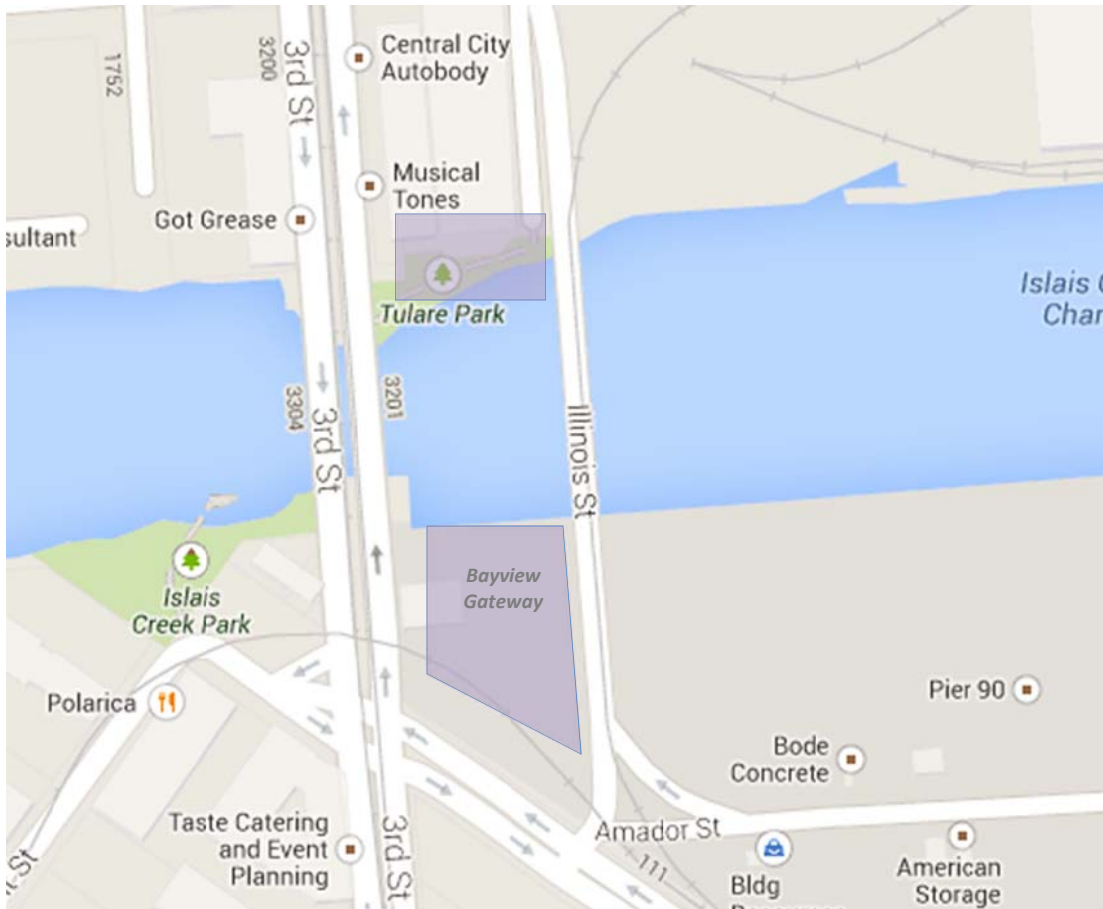 3rd St
3200
1752
Central City
Autobody
Musical
Tones
Got Grease
sultant
Tulare Park
Islais C
Char
3201
3304
3rd St
Illinois St
Bayview
Gateway
Islais
Creek Park
Polarica
Pier 90
Bode
Concrete
Taste Catering
and Event
Planning
3rd St
Amador St
111
American
Storage
Bldg
St